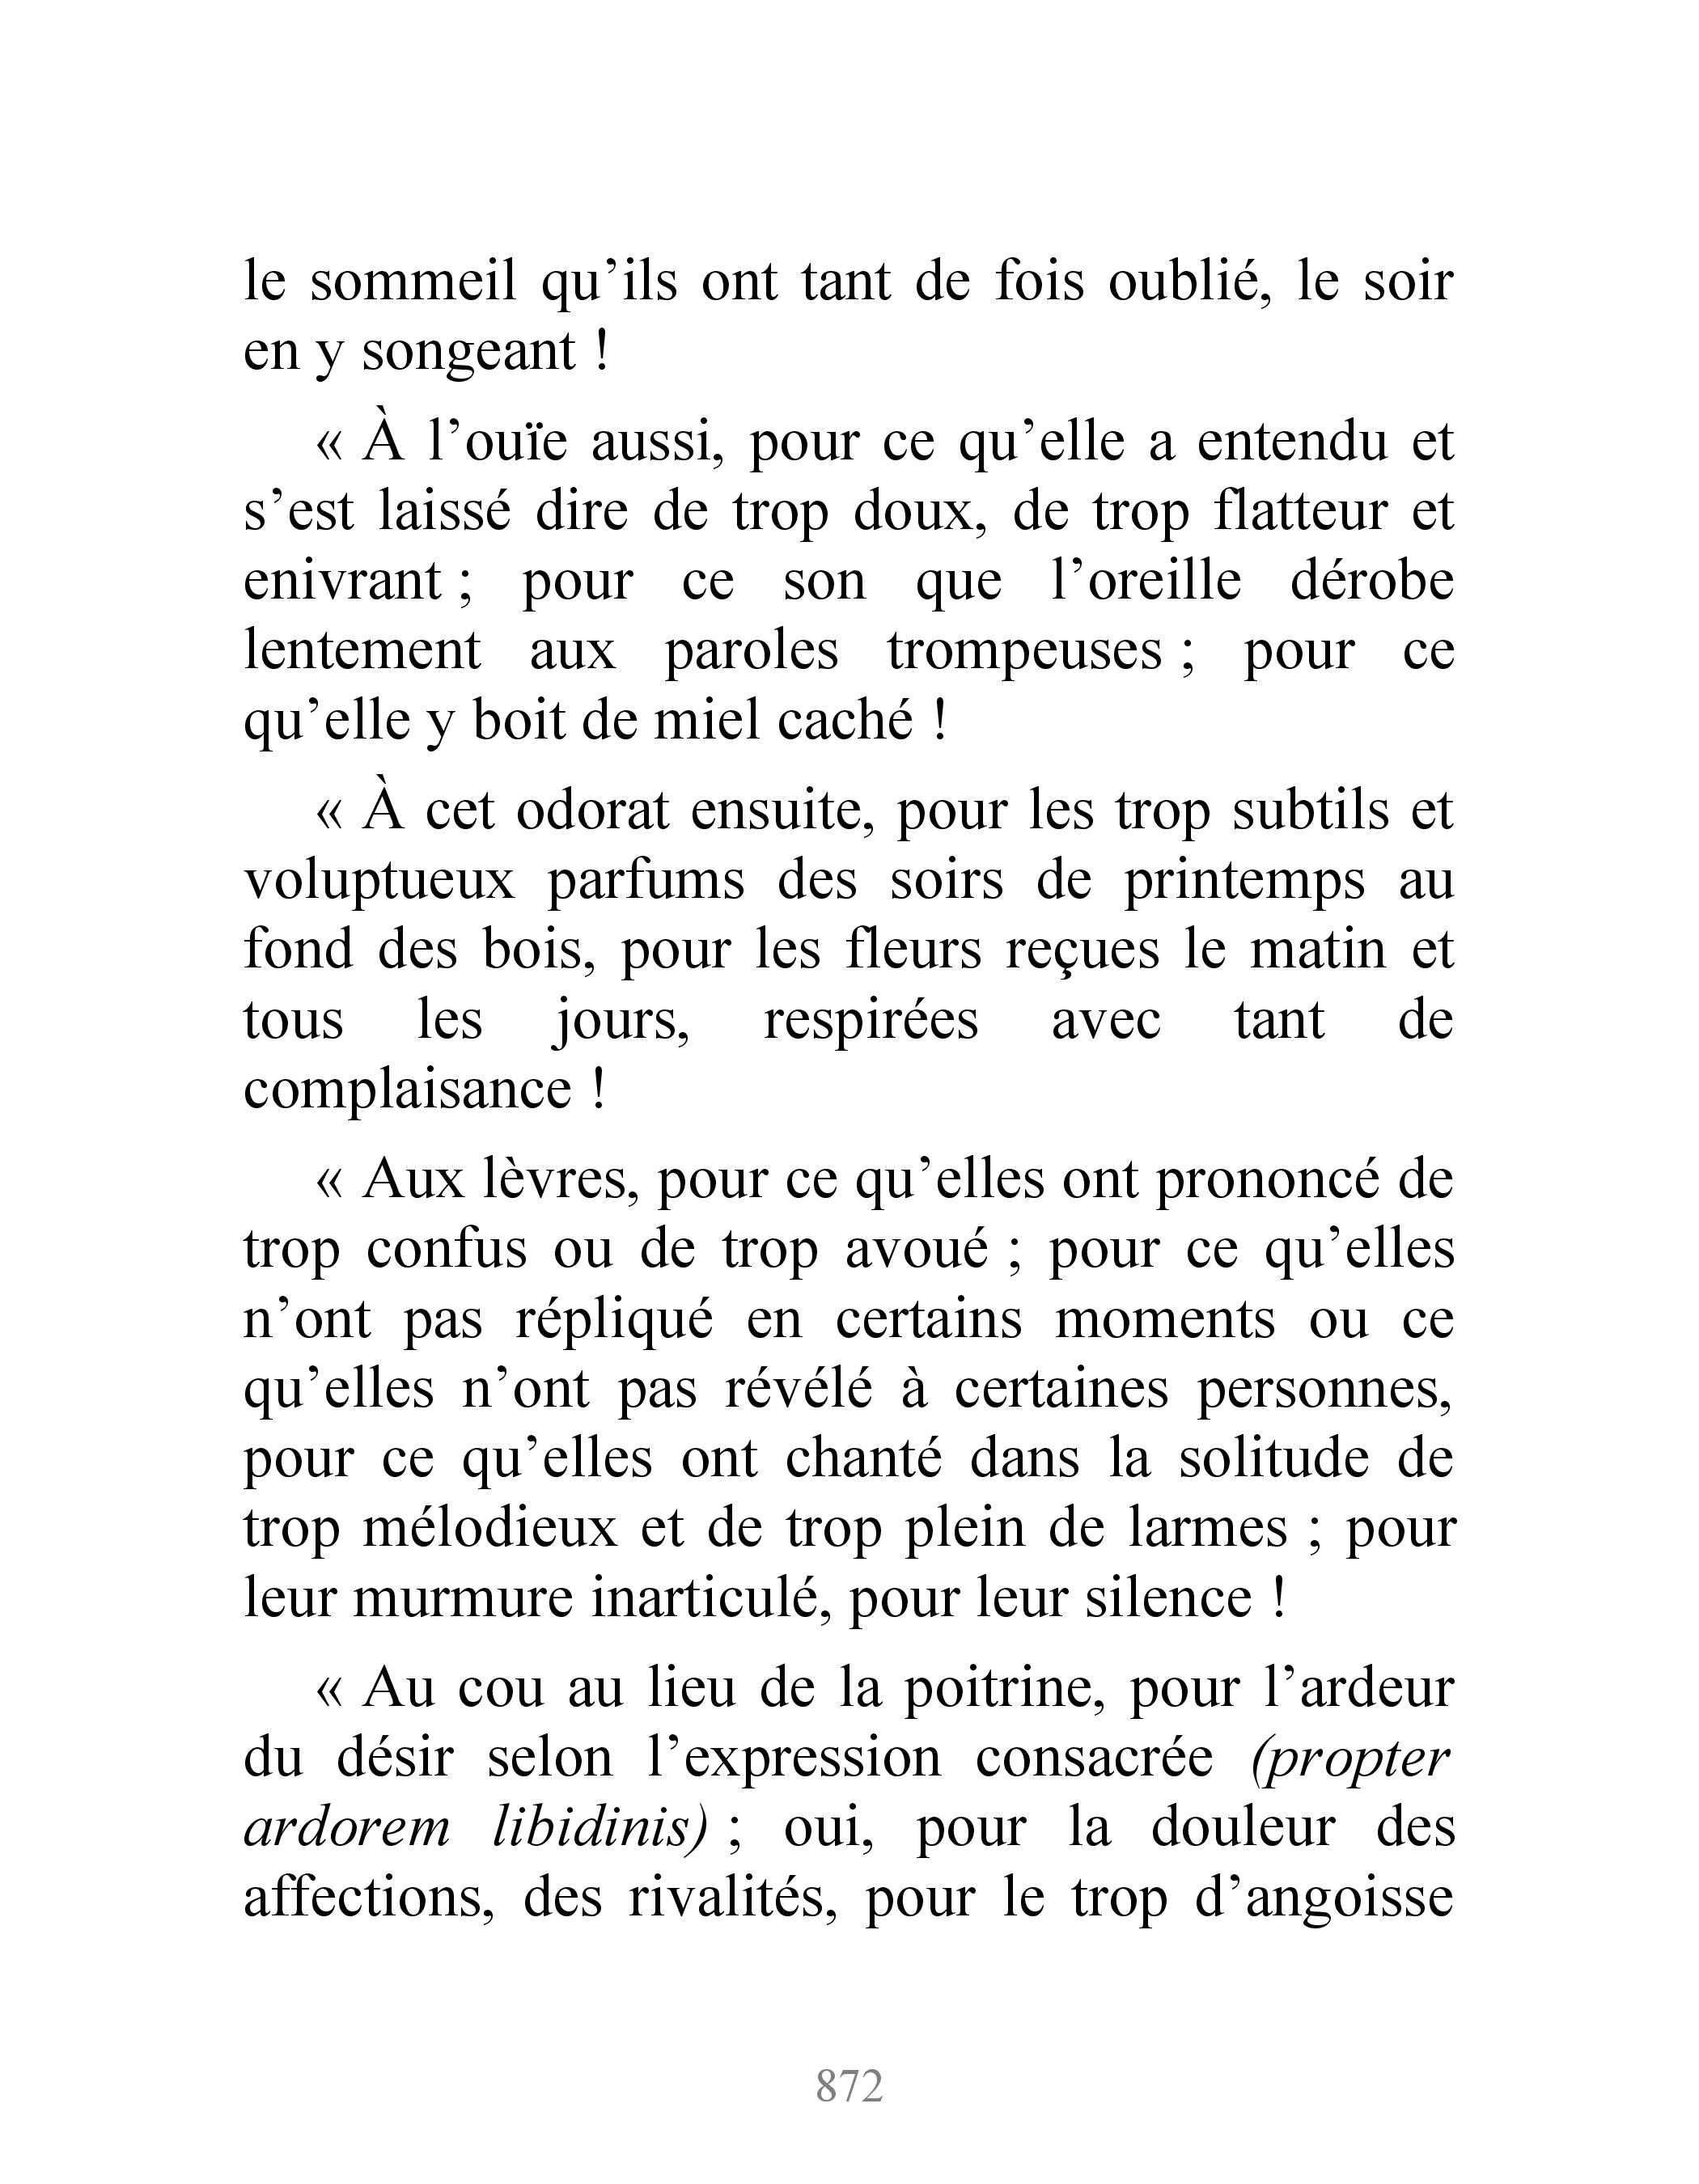 le sommeil qu’ils ont tant de fois oublié, le soir
en y songeant !
« À l’ouïe aussi, pour ce qu’elle a entendu et
s’est laissé dire de trop doux, de trop flatteur et
enivrant ; pour ce son que l’oreille dérobe
lentement aux paroles trompeuses ; pour ce
qu’elle y boit de miel caché !
« À cet odorat ensuite, pour les trop subtils et
voluptueux parfums des soirs de printemps au
fond des bois, pour les fleurs reçues le matin et
tous les jours, respirées avec tant de
complaisance !
« Aux lèvres, pour ce qu’elles ont prononcé de
trop confus ou de trop avoué ; pour ce qu’elles
n’ont pas répliqué en certains moments ou ce
qu’elles n’ont pas révélé à certaines personnes,
pour ce qu’elles ont chanté dans la solitude de
trop mélodieux et de trop plein de larmes ; pour
leur murmure inarticulé, pour leur silence !
« Au cou au lieu de la poitrine, pour l’ardeur
du désir selon l’expression consacrée (propter
ardorem libidinis) ; oui, pour la douleur des
affections, des rivalités, pour le trop d’angoisse
872